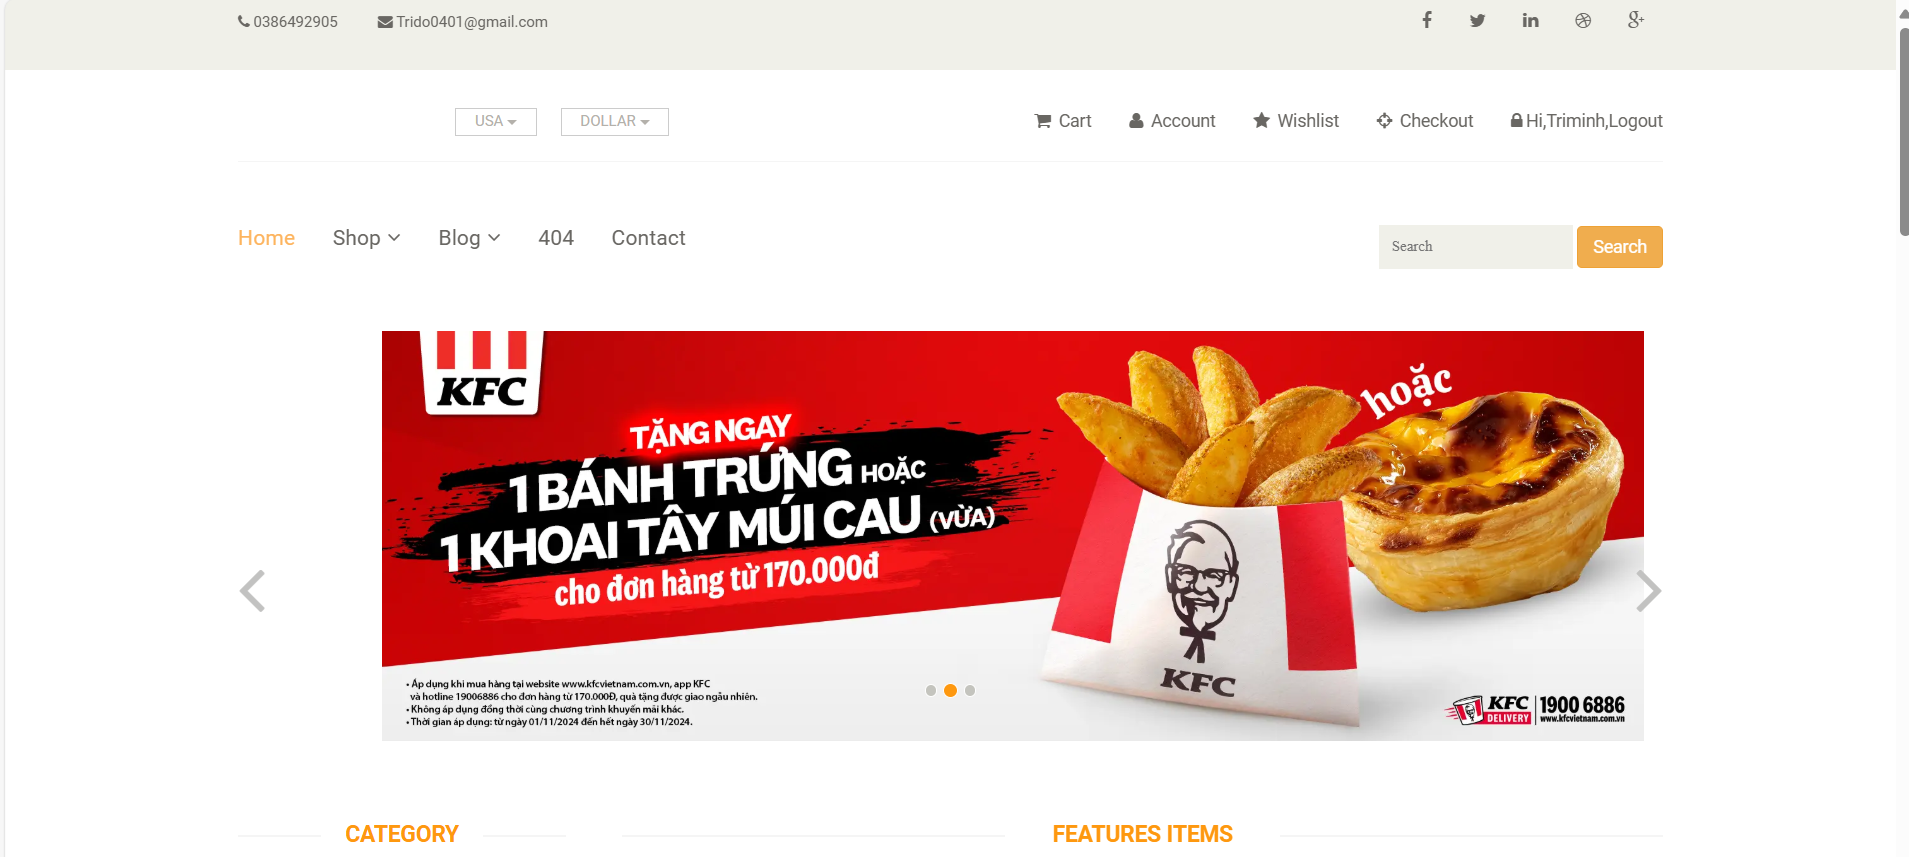 0386492905 Trido0401@gmail.com
USA DOLLAR Cart Account Wishlist Checkout Hi,Triminh,Logout
Home Shop Blog 404 Contact Search Search
KFC
TẶNG NGAY
1 BÁNH TRỨNG HOẶC
1 KHOAI TÂY MÚI CAU (VỪA)
cho đơn hàng từ 170.000đ
hoặc
KFC
• Áp dụng khi mua hàng tại website www.kfcvietnam.com.vn, app KFC
và hotline 19006886 cho đơn hàng từ 170.000Đ, quà tặng được giao ngẫu nhiên.
• Không áp dụng đồng thời cùng chương trình khuyến mãi khác.
• Thời gian áp dụng: từ ngày 01/11/2024 đến hết ngày 30/11/2024.
KFC
DELIVERY
1900 6886
www.kfcvietnam.com.vn
CATEGORY FEATURES ITEMS